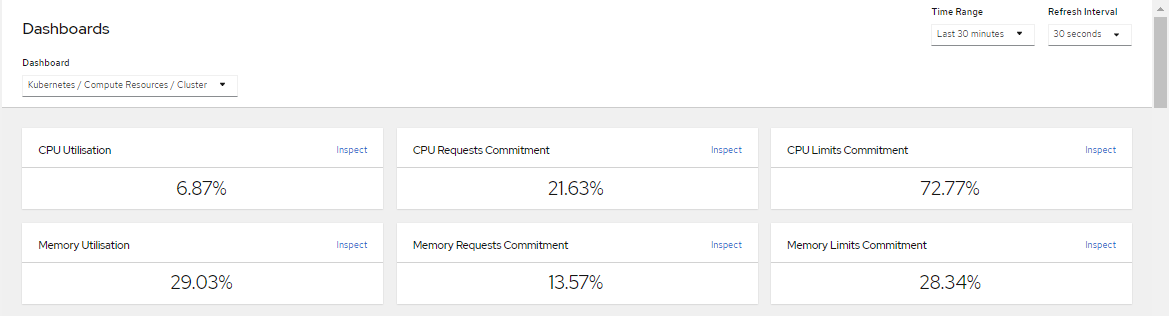 Dashboards
Time Range
Refresh Interval
Last 30 minutes
30 seconds
Dashboard
Kubernetes / Compute Resources / Cluster
CPU Utilisation Inspect
6.87%
CPU Requests Commitment Inspect
21.63%
CPU Limits Commitment Inspect
72.77%
Memory Utilisation Inspect
29.03%
Memory Requests Commitment Inspect
13.57%
Memory Limits Commitment Inspect
28.34%